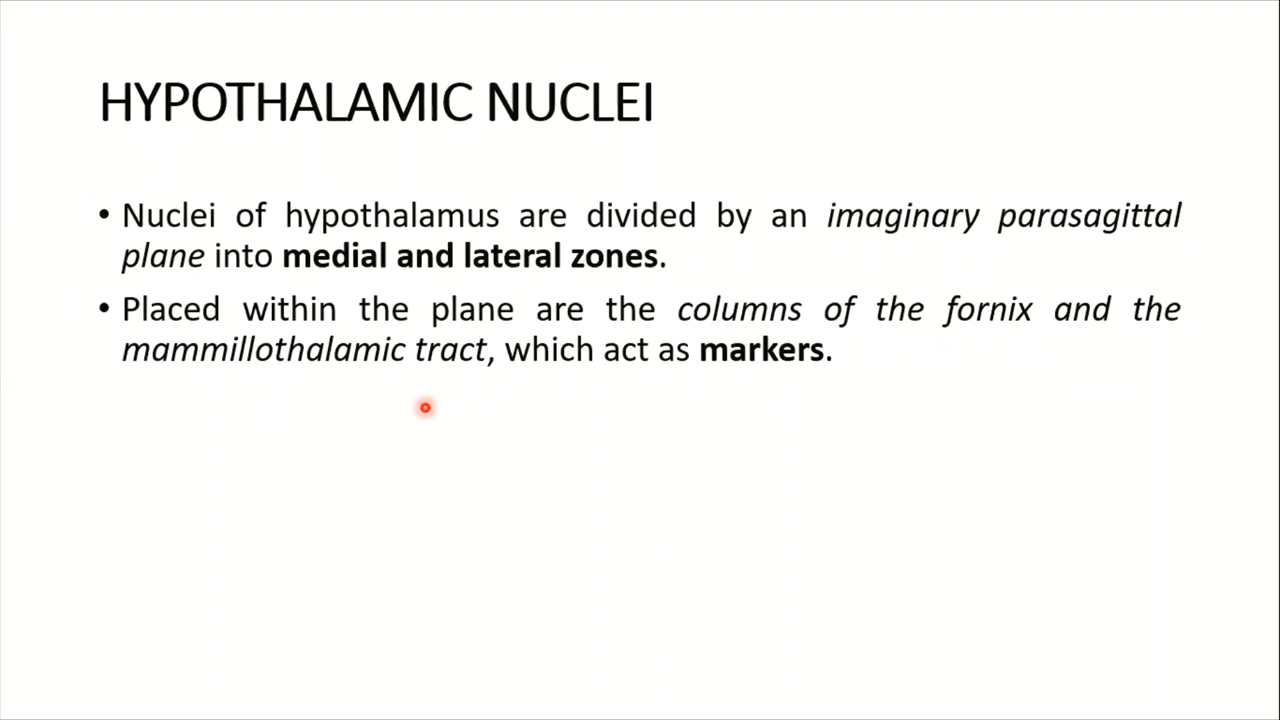 HYPOTHALAMIC NUCLEI
• Nuclei of hypothalamus are divided by an imaginary parasagittal
plane into medial and lateral zones.
• Placed within the plane are the columns of the fornix and the
mammillothalamic tract, which act as markers.